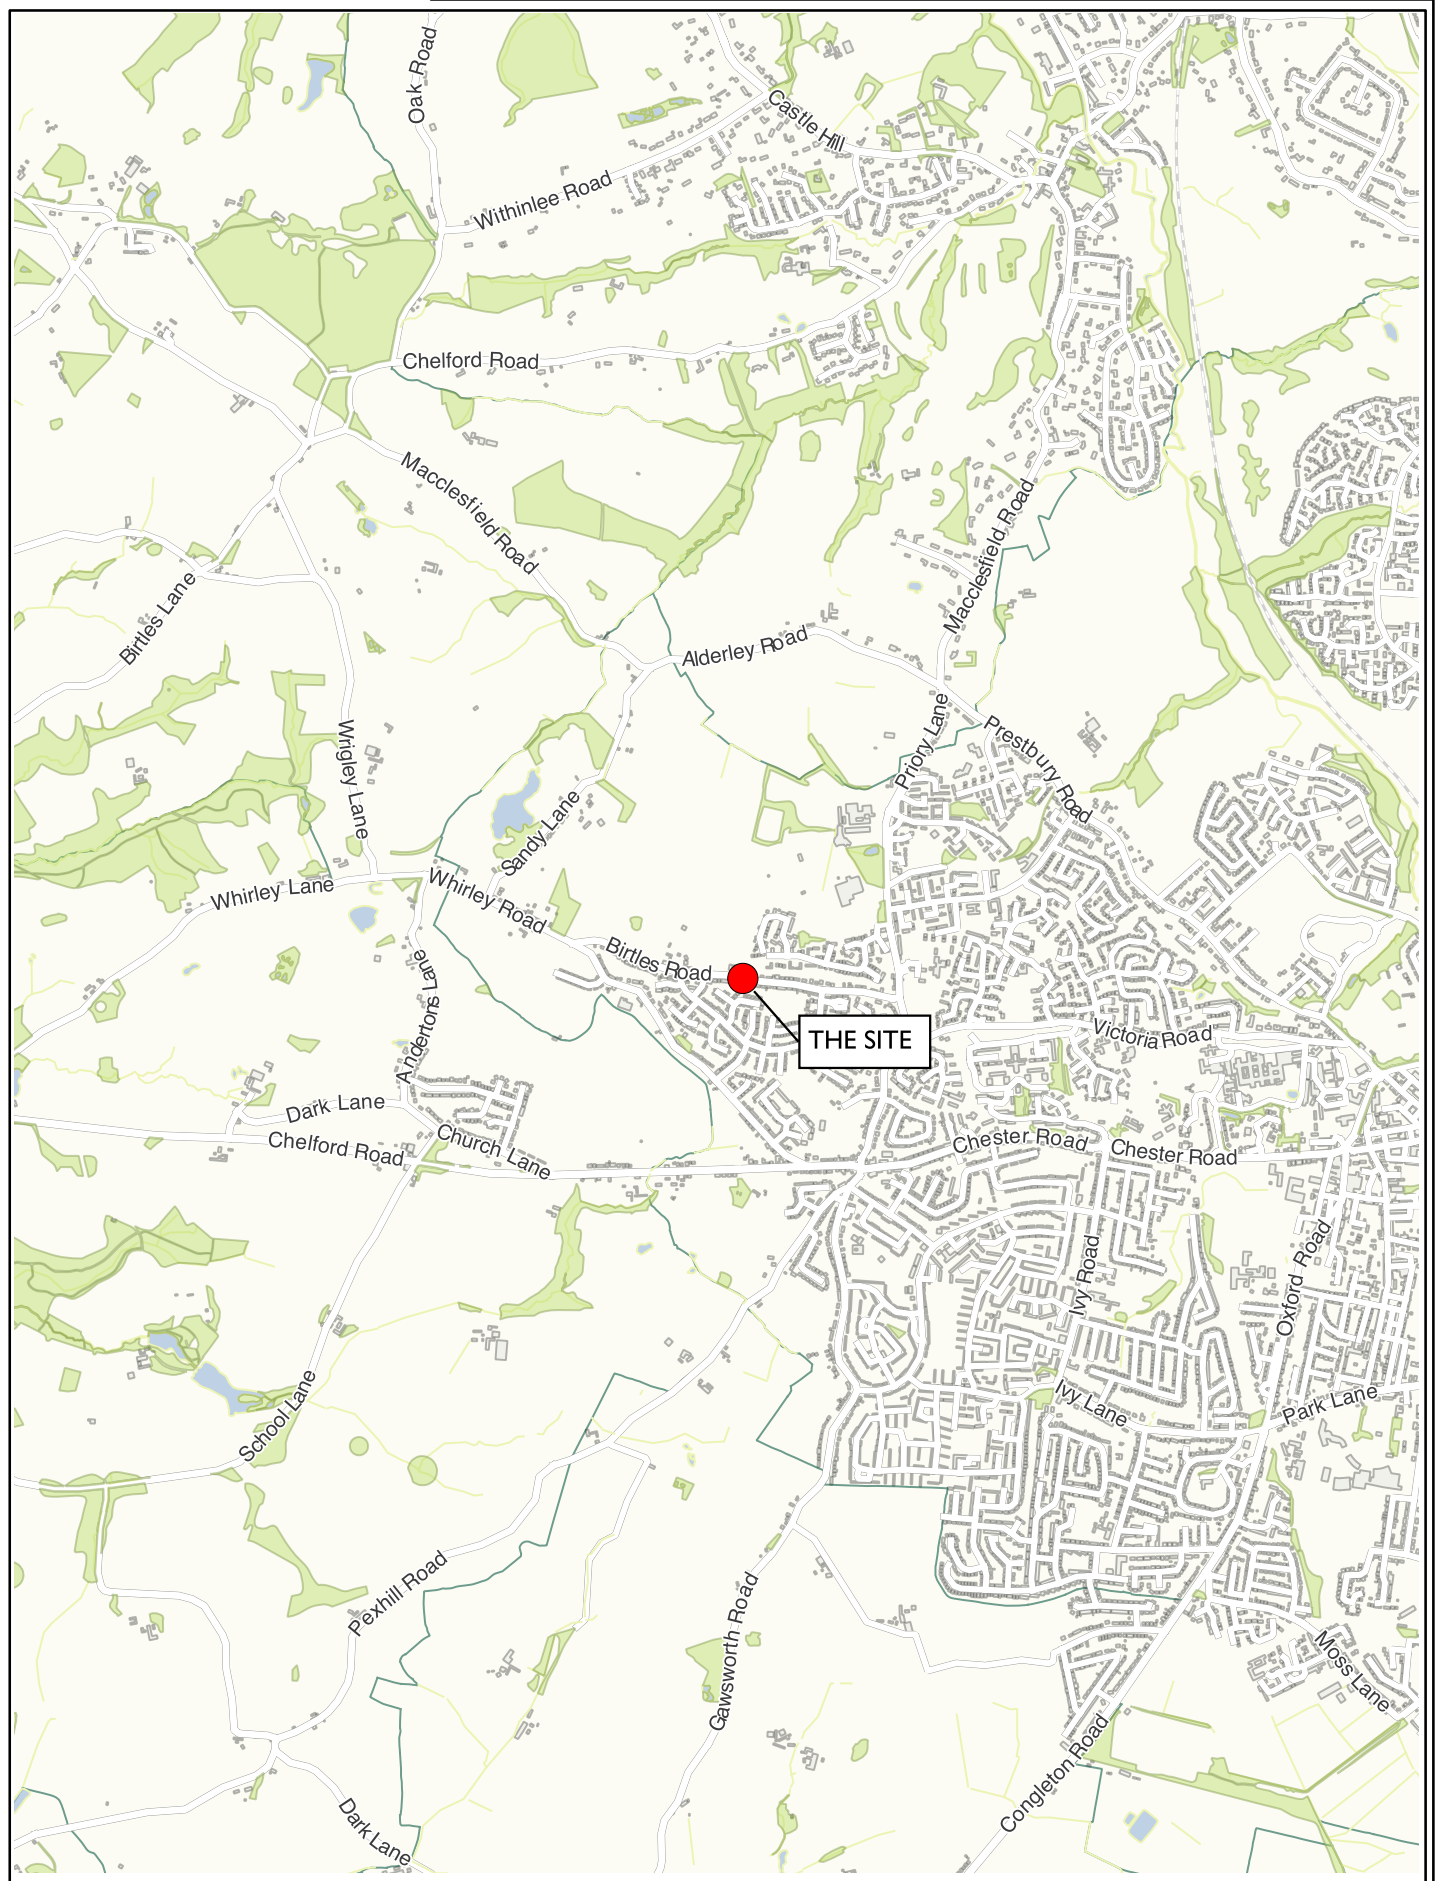 Oak Road
Castle Hill
Withinlee Road
Chelford Road
Macclesfield Road
Macclesfield Road
Birtles Lane
Alderley Road
Priory Lane
Prestbury Road
Wrigley Lane
Sandy Lane
Whirley Lane
Whirley Road
Birtles Road
Andertons Lane
THE SITE
Victoria Road
Dark Lane
Chelford Road
Church Lane
Chester Road
Chester Road
Ivy Road
Oxford Road
School Lane
Ivy Lane
Park Lane
Pexhill Road
Gawsworth Road
Moss Lane
Congleton Road
Dark Lane